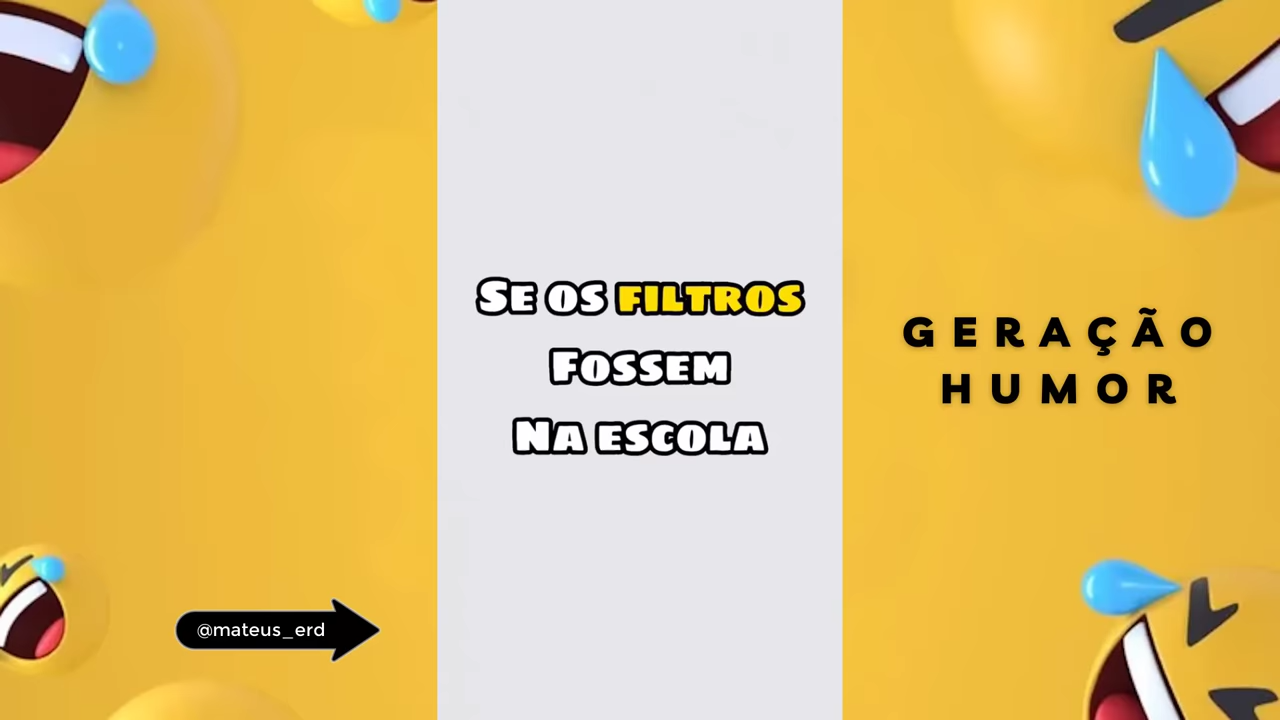 Se os filtros
Fossem
Na escola
GERAÇÃO
HUMOR
@mateus_erd